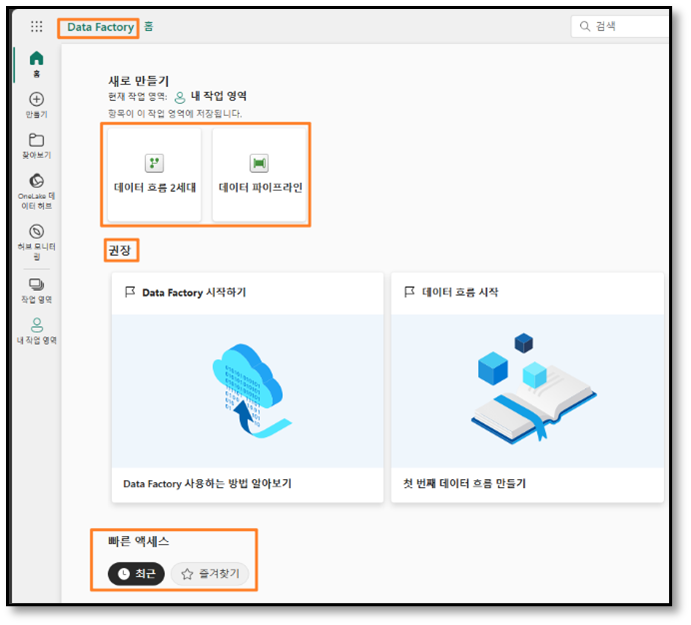 Data Factory 홈
검색
홈
만들기
찾아보기
OneLake 데
이터 허브
허브 모니터
링
작업 영역
내 작업 영역
새로 만들기
현재 작업 영역: 내 작업 영역
항목이 이 작업 영역에 저장됩니다.
데이터 흐름 2세대
데이터 파이프라인
권장
Data Factory 시작하기
데이터 흐름 시작
Data Factory 사용하는 방법 알아보기
첫 번째 데이터 흐름 만들기
빠른 액세스
최근
즐겨찾기